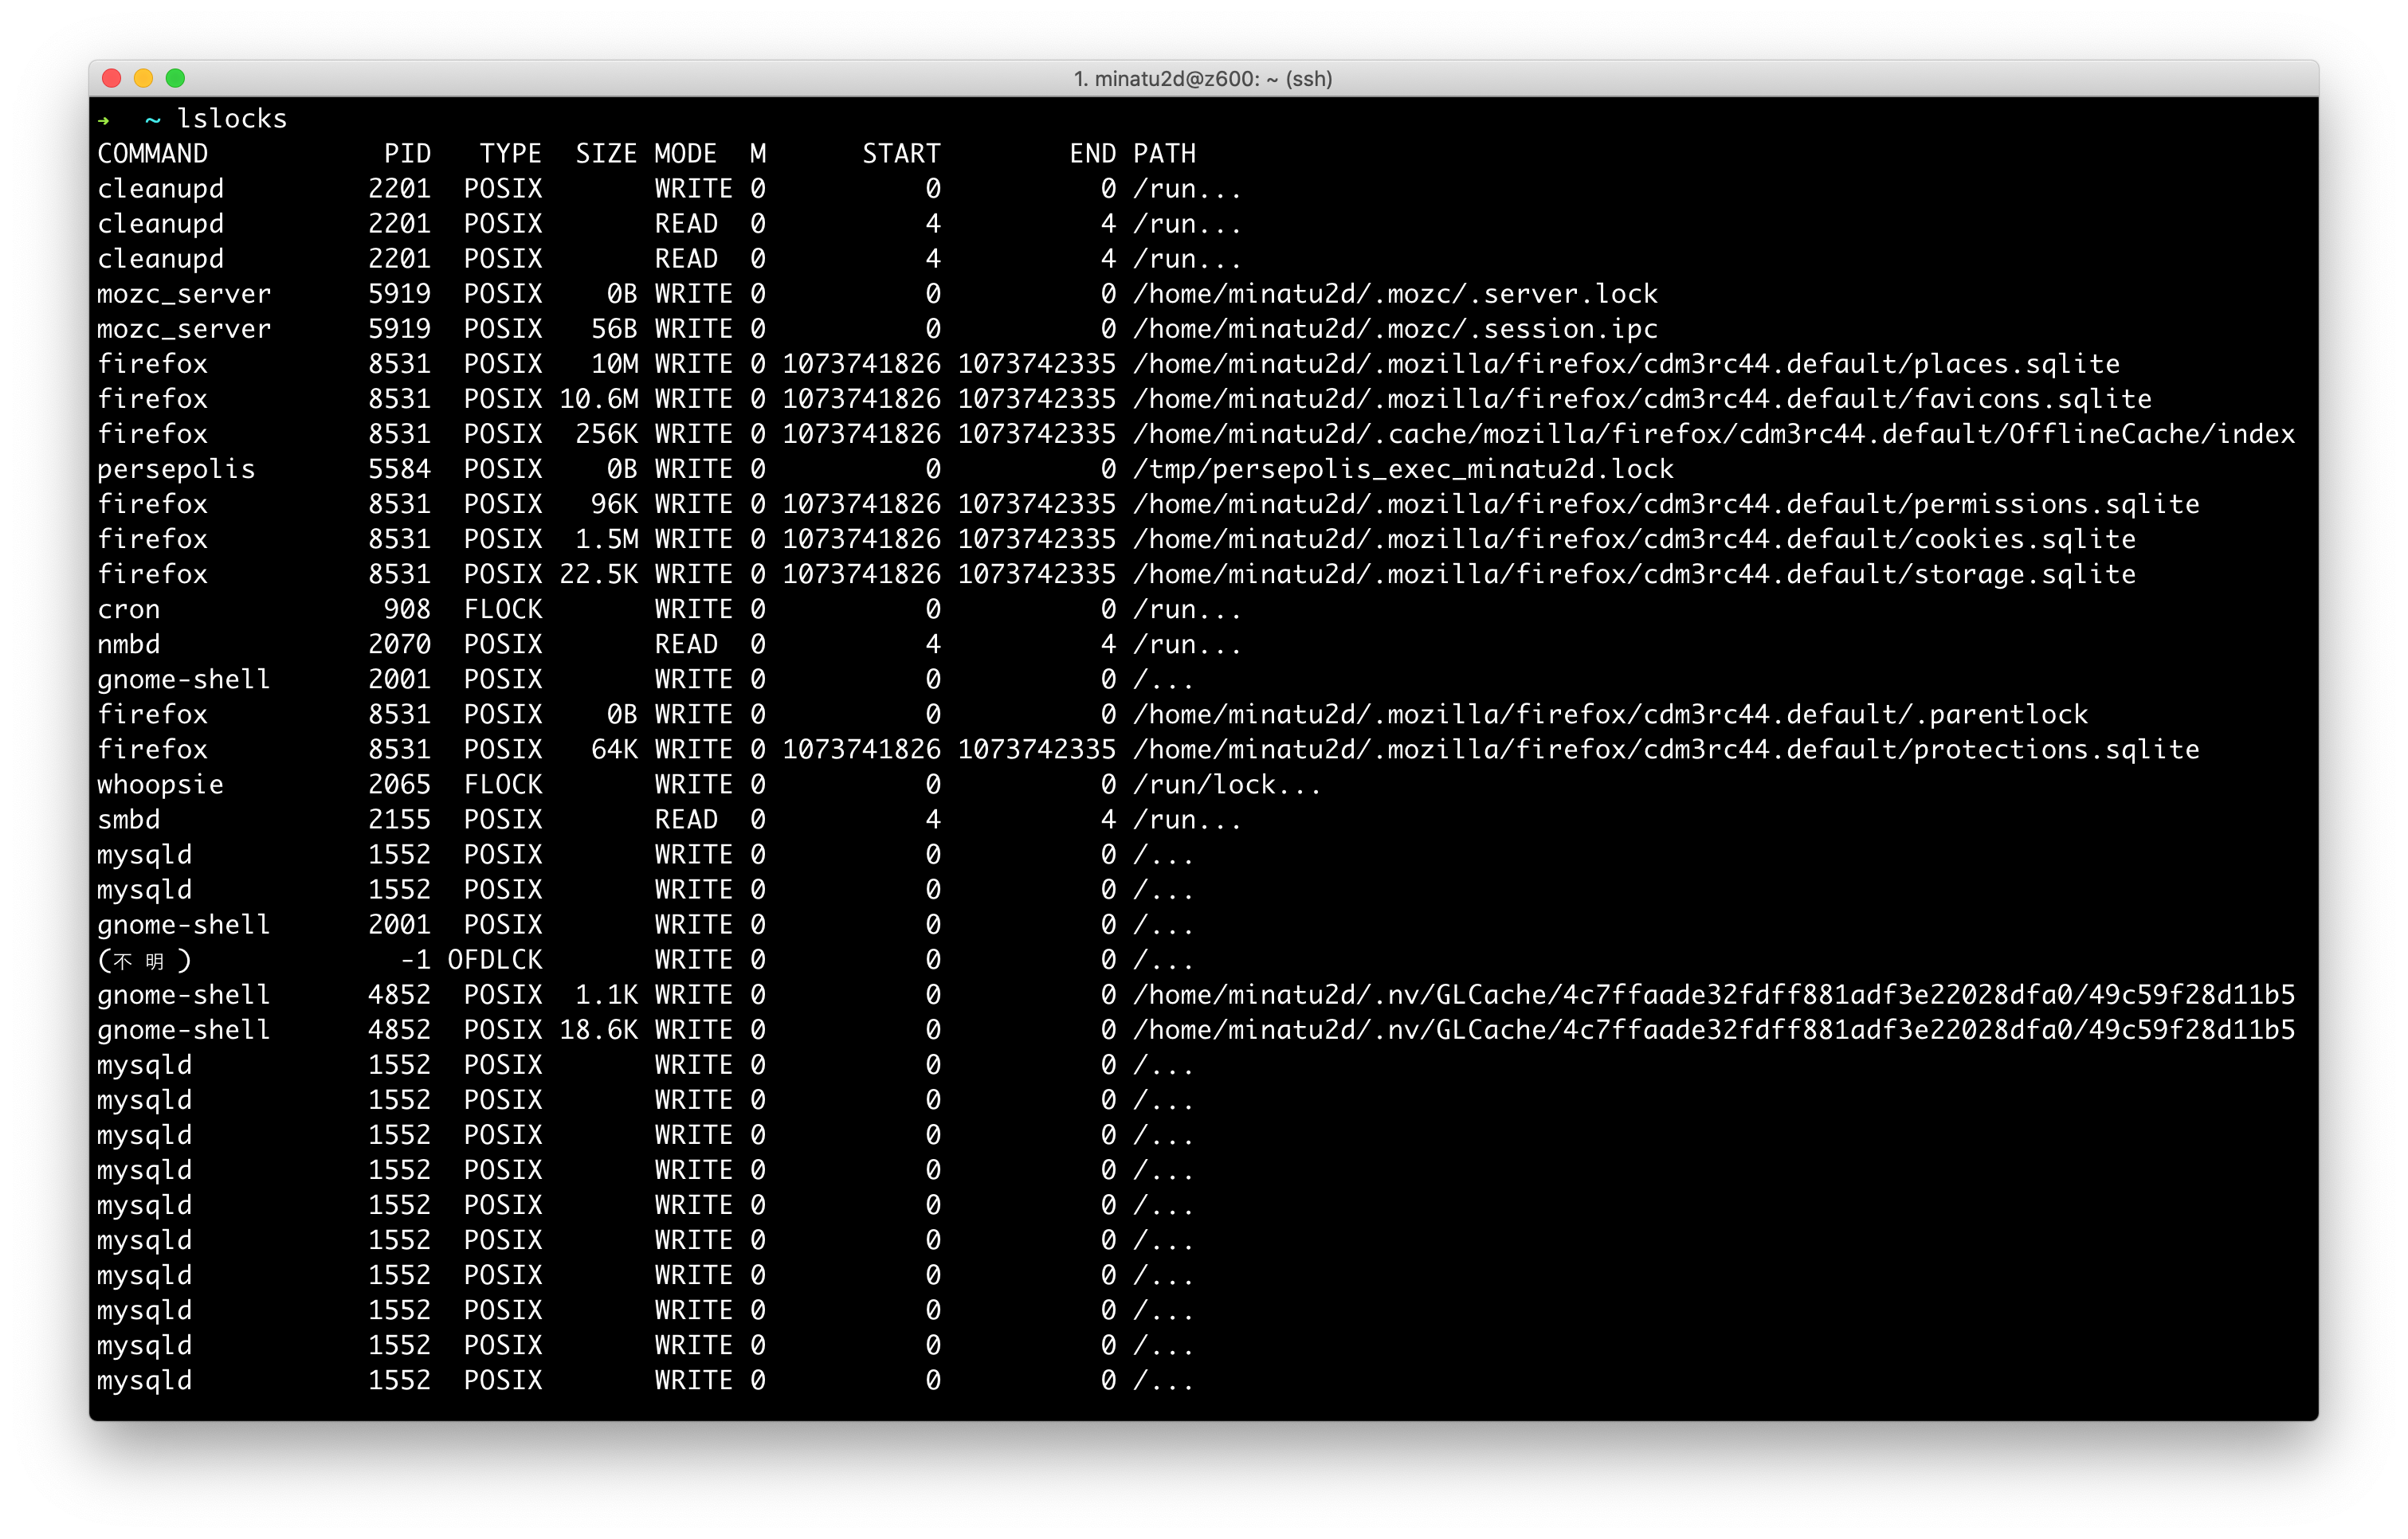 1. minatu2d@z600: ~ (ssh)
→ ~ lslocks
COMMAND           PID   TYPE  SIZE MODE  M      START        END PATH
cleanupd         2201  POSIX       WRITE 0          0          0 /run...
cleanupd         2201  POSIX       READ  0          4          4 /run...
cleanupd         2201  POSIX       READ  0          4          4 /run...
mozc_server      5919  POSIX    0B WRITE 0          0          0 /home/minatu2d/.mozc/.server.lock
mozc_server      5919  POSIX   56B WRITE 0          0          0 /home/minatu2d/.mozc/.session.ipc
firefox          8531  POSIX   10M WRITE 0 1073741826 1073742335 /home/minatu2d/.mozilla/firefox/cdm3rc44.default/places.sqlite
firefox          8531  POSIX 10.6M WRITE 0 1073741826 1073742335 /home/minatu2d/.mozilla/firefox/cdm3rc44.default/favicons.sqlite
firefox          8531  POSIX  256K WRITE 0 1073741826 1073742335 /home/minatu2d/.cache/mozilla/firefox/cdm3rc44.default/OfflineCache/index
persepolis       5584  POSIX    0B WRITE 0          0          0 /tmp/persepolis_exec_minatu2d.lock
firefox          8531  POSIX   96K WRITE 0 1073741826 1073742335 /home/minatu2d/.mozilla/firefox/cdm3rc44.default/permissions.sqlite
firefox          8531  POSIX  1.5M WRITE 0 1073741826 1073742335 /home/minatu2d/.mozilla/firefox/cdm3rc44.default/cookies.sqlite
firefox          8531  POSIX 22.5K WRITE 0 1073741826 1073742335 /home/minatu2d/.mozilla/firefox/cdm3rc44.default/storage.sqlite
cron              908  FLOCK       WRITE 0          0          0 /run...
nmbd             2070  POSIX       READ  0          4          4 /run...
gnome-shell      2001  POSIX       WRITE 0          0          0 /...
firefox          8531  POSIX    0B WRITE 0          0          0 /home/minatu2d/.mozilla/firefox/cdm3rc44.default/.parentlock
firefox          8531  POSIX   64K WRITE 0 1073741826 1073742335 /home/minatu2d/.mozilla/firefox/cdm3rc44.default/protections.sqlite
whoopsie         2065  FLOCK       WRITE 0          0          0 /run/lock...
smbd             2155  POSIX       READ  0          4          4 /run...
mysqld           1552  POSIX       WRITE 0          0          0 /...
mysqld           1552  POSIX       WRITE 0          0          0 /...
gnome-shell      2001  POSIX       WRITE 0          0          0 /...
(不明)             -1 OFDLCK       WRITE 0          0          0 /...
gnome-shell      4852  POSIX  1.1K WRITE 0          0          0 /home/minatu2d/.nv/GLCache/4c7ffaade32fdff881adf3e22028dfa0/49c59f28d11b5
gnome-shell      4852  POSIX 18.6K WRITE 0          0          0 /home/minatu2d/.nv/GLCache/4c7ffaade32fdff881adf3e22028dfa0/49c59f28d11b5
mysqld           1552  POSIX       WRITE 0          0          0 /...
mysqld           1552  POSIX       WRITE 0          0          0 /...
mysqld           1552  POSIX       WRITE 0          0          0 /...
mysqld           1552  POSIX       WRITE 0          0          0 /...
mysqld           1552  POSIX       WRITE 0          0          0 /...
mysqld           1552  POSIX       WRITE 0          0          0 /...
mysqld           1552  POSIX       WRITE 0          0          0 /...
mysqld           1552  POSIX       WRITE 0          0          0 /...
mysqld           1552  POSIX       WRITE 0          0          0 /...
mysqld           1552  POSIX       WRITE 0          0          0 /...